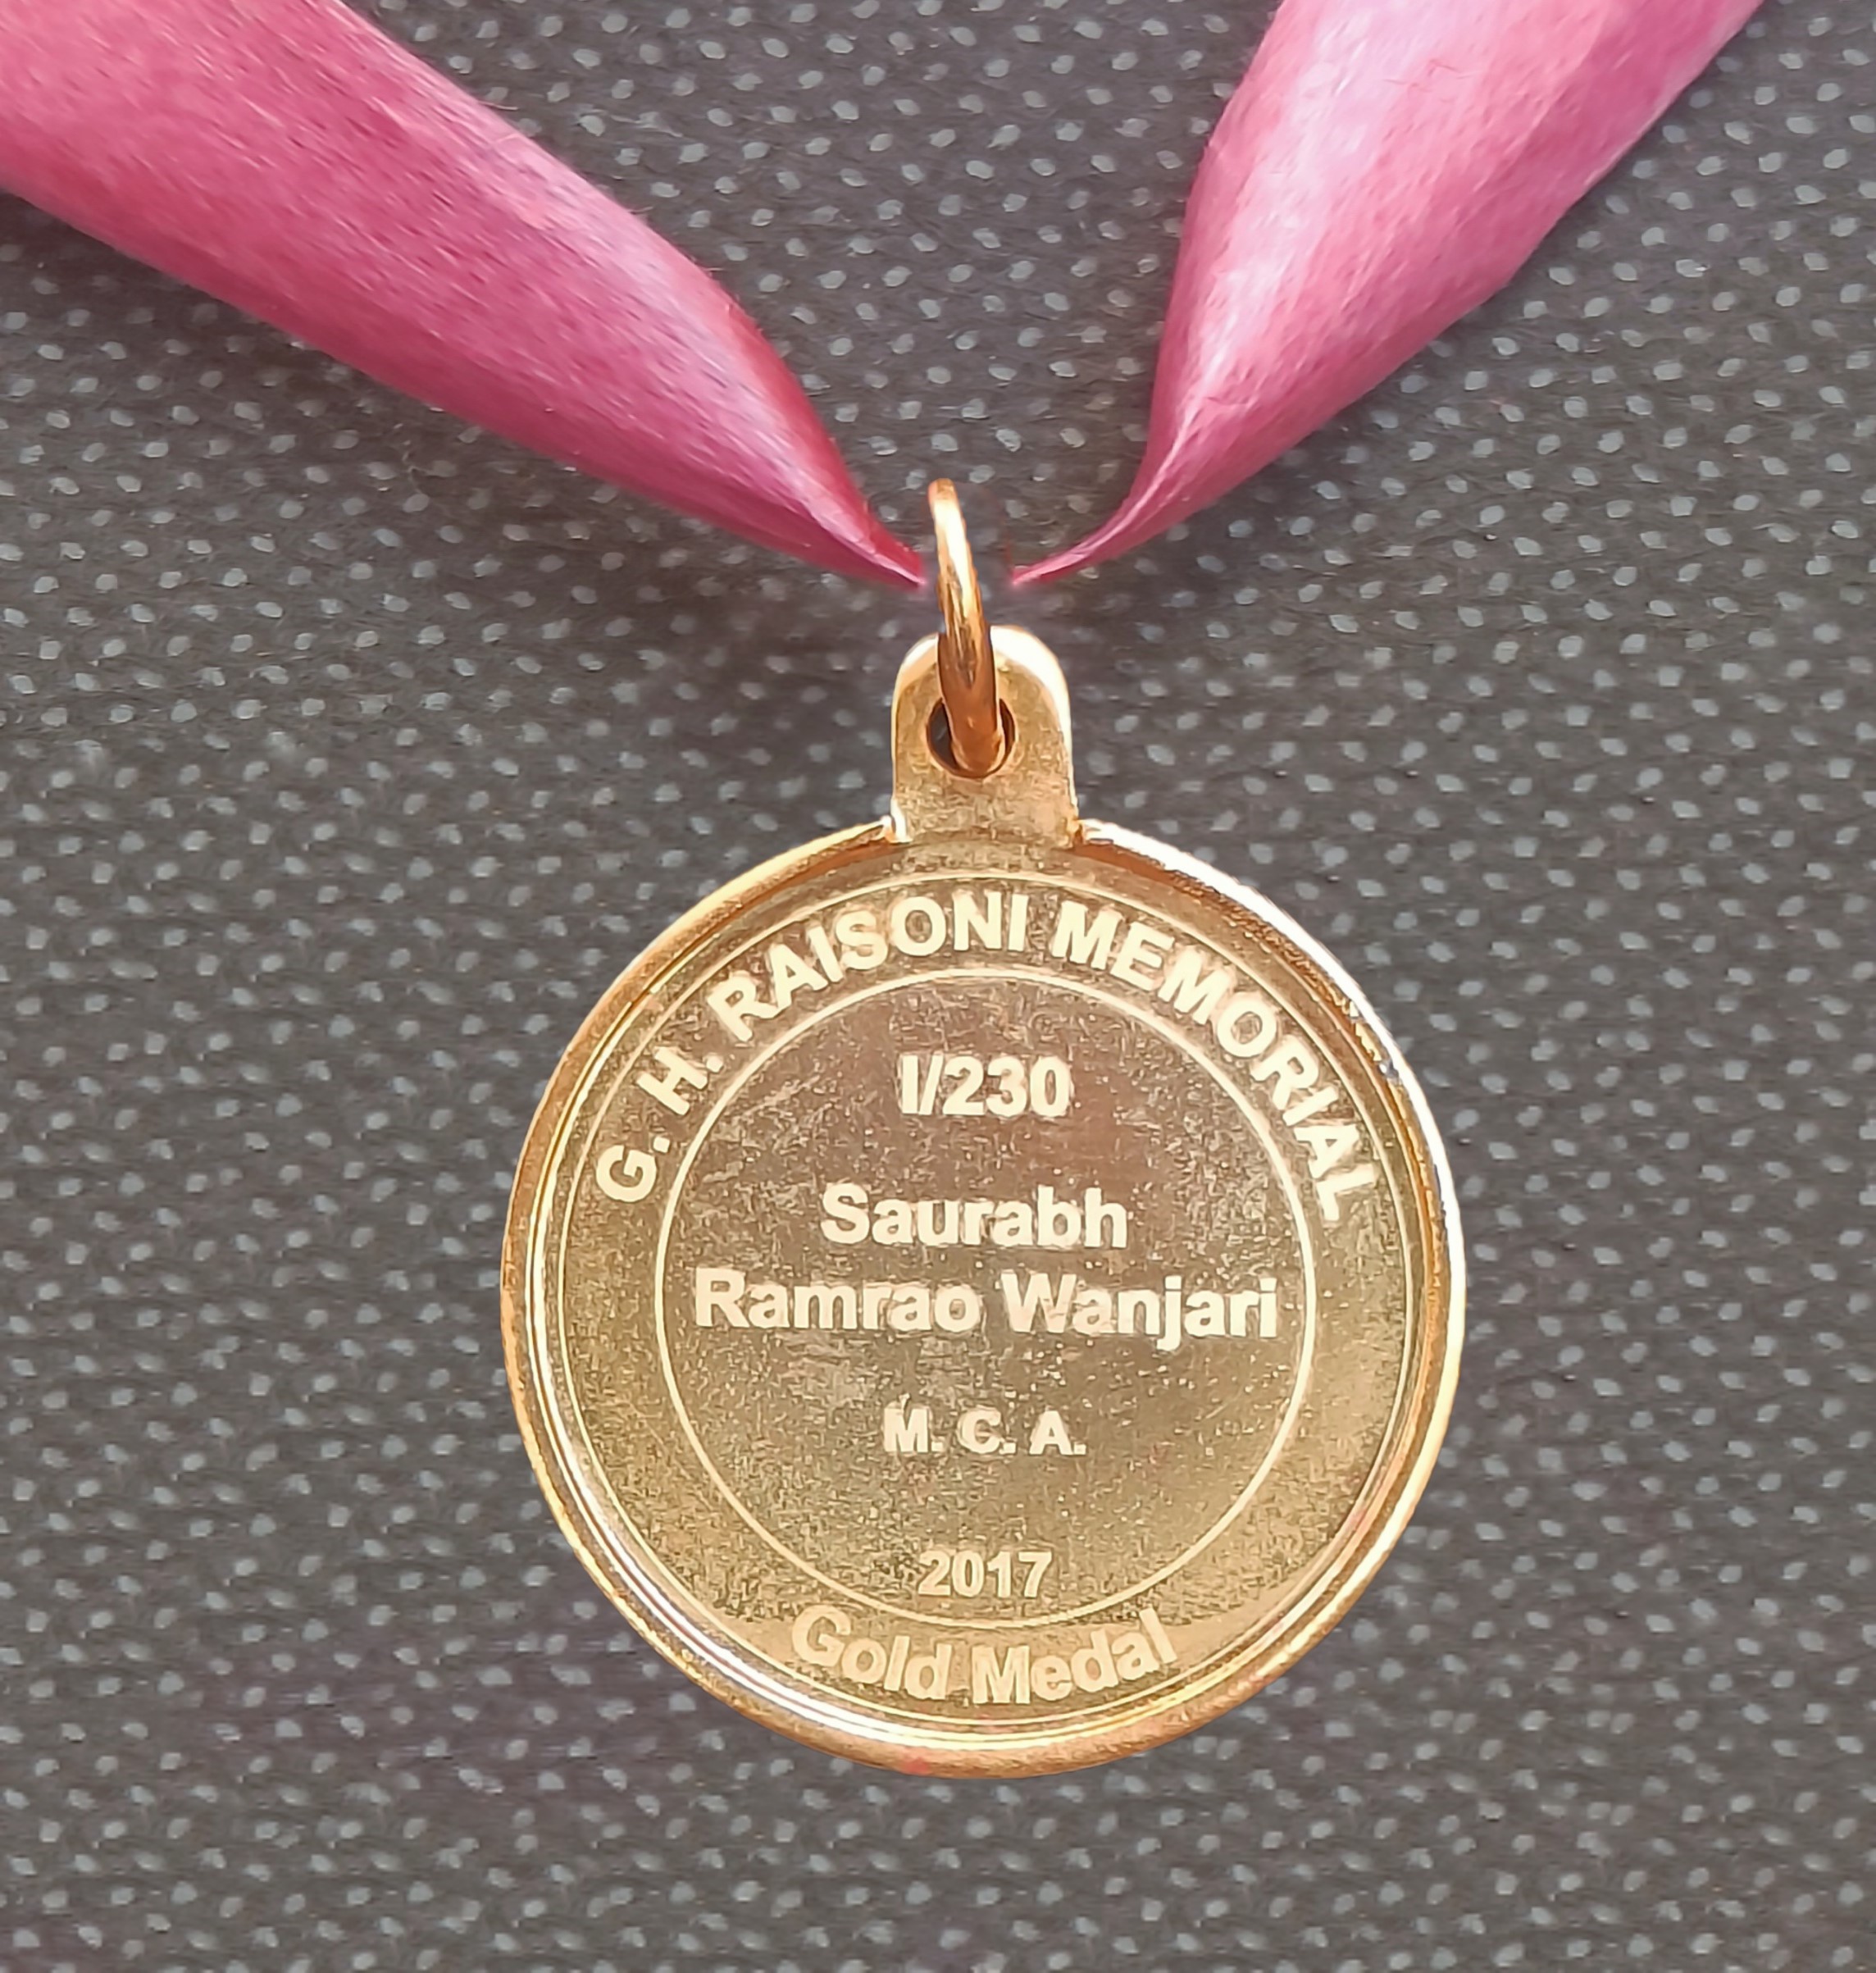 G. H. RAISONI MEMORIAL
I/230
Saurabh
Ramrao Wanjari
M. C. A.
2017
Gold Medal